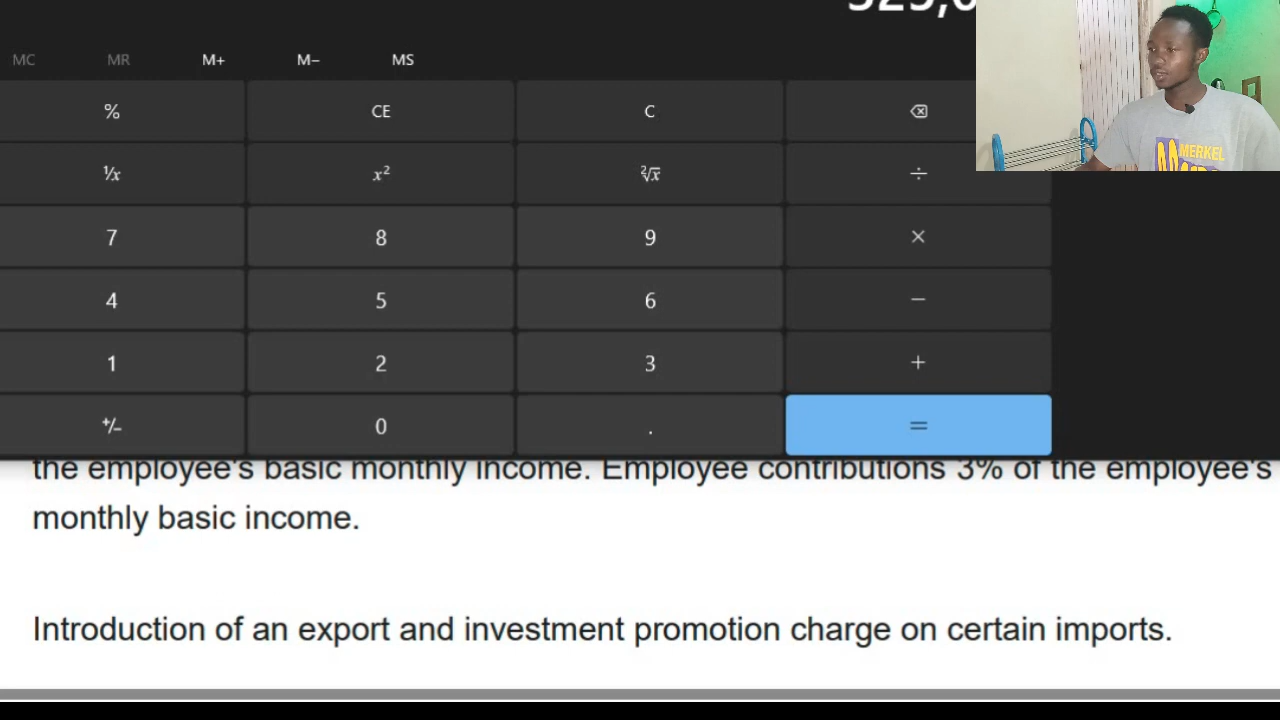 MC MR M+ M− MS
% CE C
⅟x x² ²√x ÷
7 8 9 ×
4 5 6 −
1 2 3 +
+/− 0 . =
MERKEL
the employee's basic monthly income. Employee contributions 3% of the employee's
monthly basic income.
Introduction of an export and investment promotion charge on certain imports.